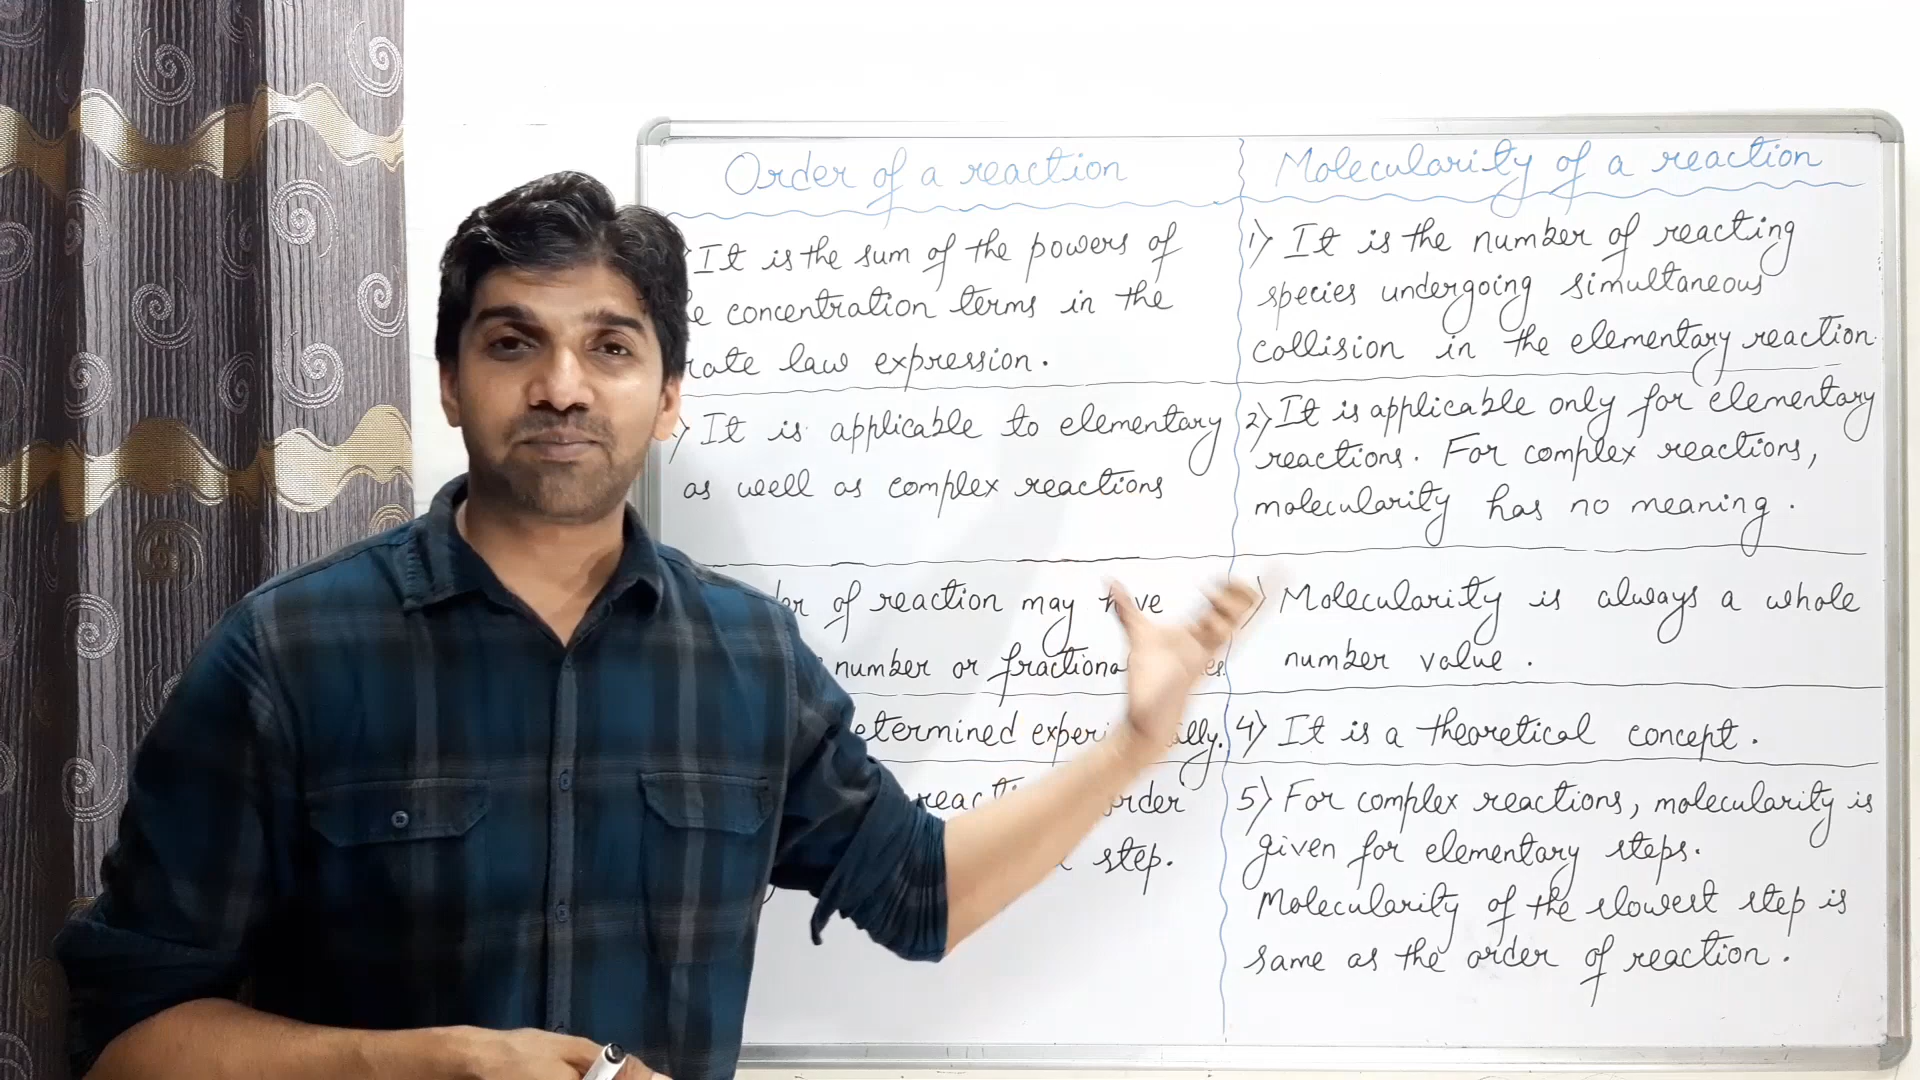 Order of a reaction
It is the sum of the powers of
concentration terms in the
rate law expression.
It is applicable to elementary
as well as complex reactions
of reaction may
number or
step.
Molecularity of a reaction
1) It is the number of reacting
species undergoing simultaneous
collision in the elementary reaction.
2) It is applicable only for elementary
reactions. For complex reactions,
molecularity has no meaning.
Molecularity is always a whole
number value.
4) It is a theoretical concept.
5) For complex reactions, molecularity is
given for elementary steps.
Molecularity of the slowest step is
same as the order of reaction.